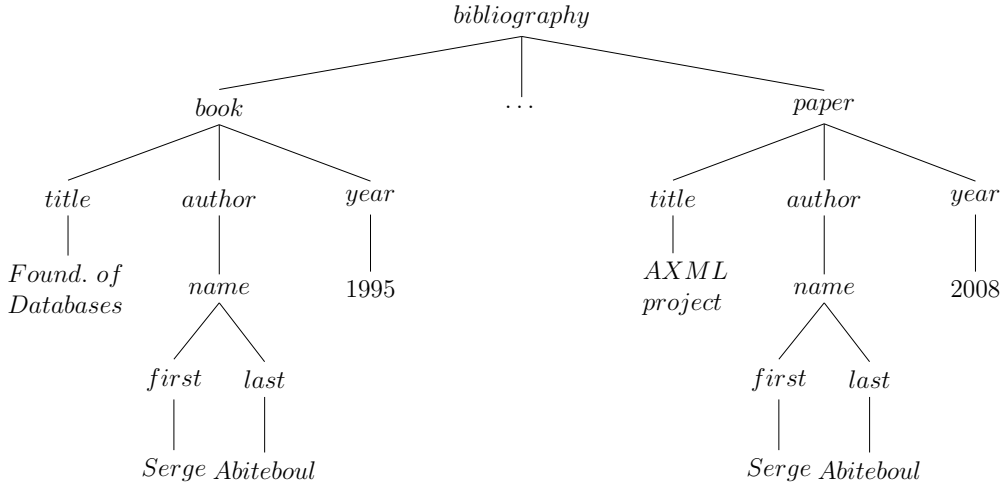 bibliography
book
...
paper
title
author
year
title
author
year
Found. of
Databases
name
1995
AXML
project
name
2008
first
last
first
last
Serge
Abiteboul
Serge
Abiteboul